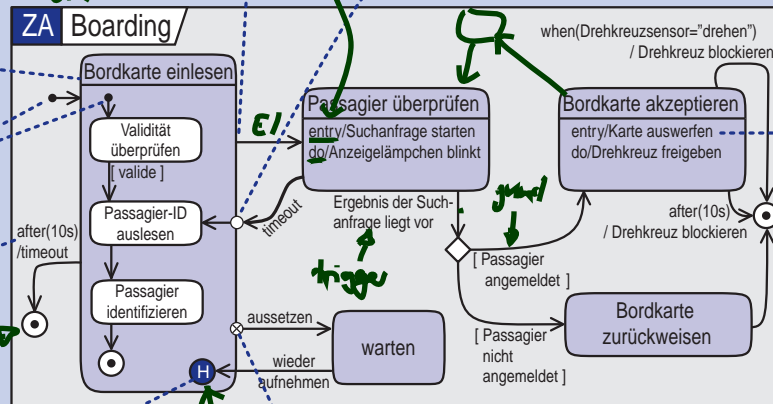 ZA Boarding
when(Drehkreuzsensor="drehen")
/ Drehkreuz blockieren
Bordkarte einlesen
Passagier überprüfen
entry/Suchanfrage starten
do/Anzeigelämpchen blinkt
Bordkarte akzeptieren
entry/Karte auswerfen
do/Drehkreuz freigeben
Validität
überprüfen
[ valide ]
E1
Ergebnis der Such-
anfrage liegt vor
timeout
Passagier-ID
auslesen
after(10s)
/timeout
after(10s)
/ Drehkreuz blockieren
trigger
[ Passagier
angemeldet ]
Passagier
identifizieren
aussetzen
warten
wieder
aufnehmen
H
[ Passagier
nicht
angemeldet ]
Bordkarte
zurückweisen